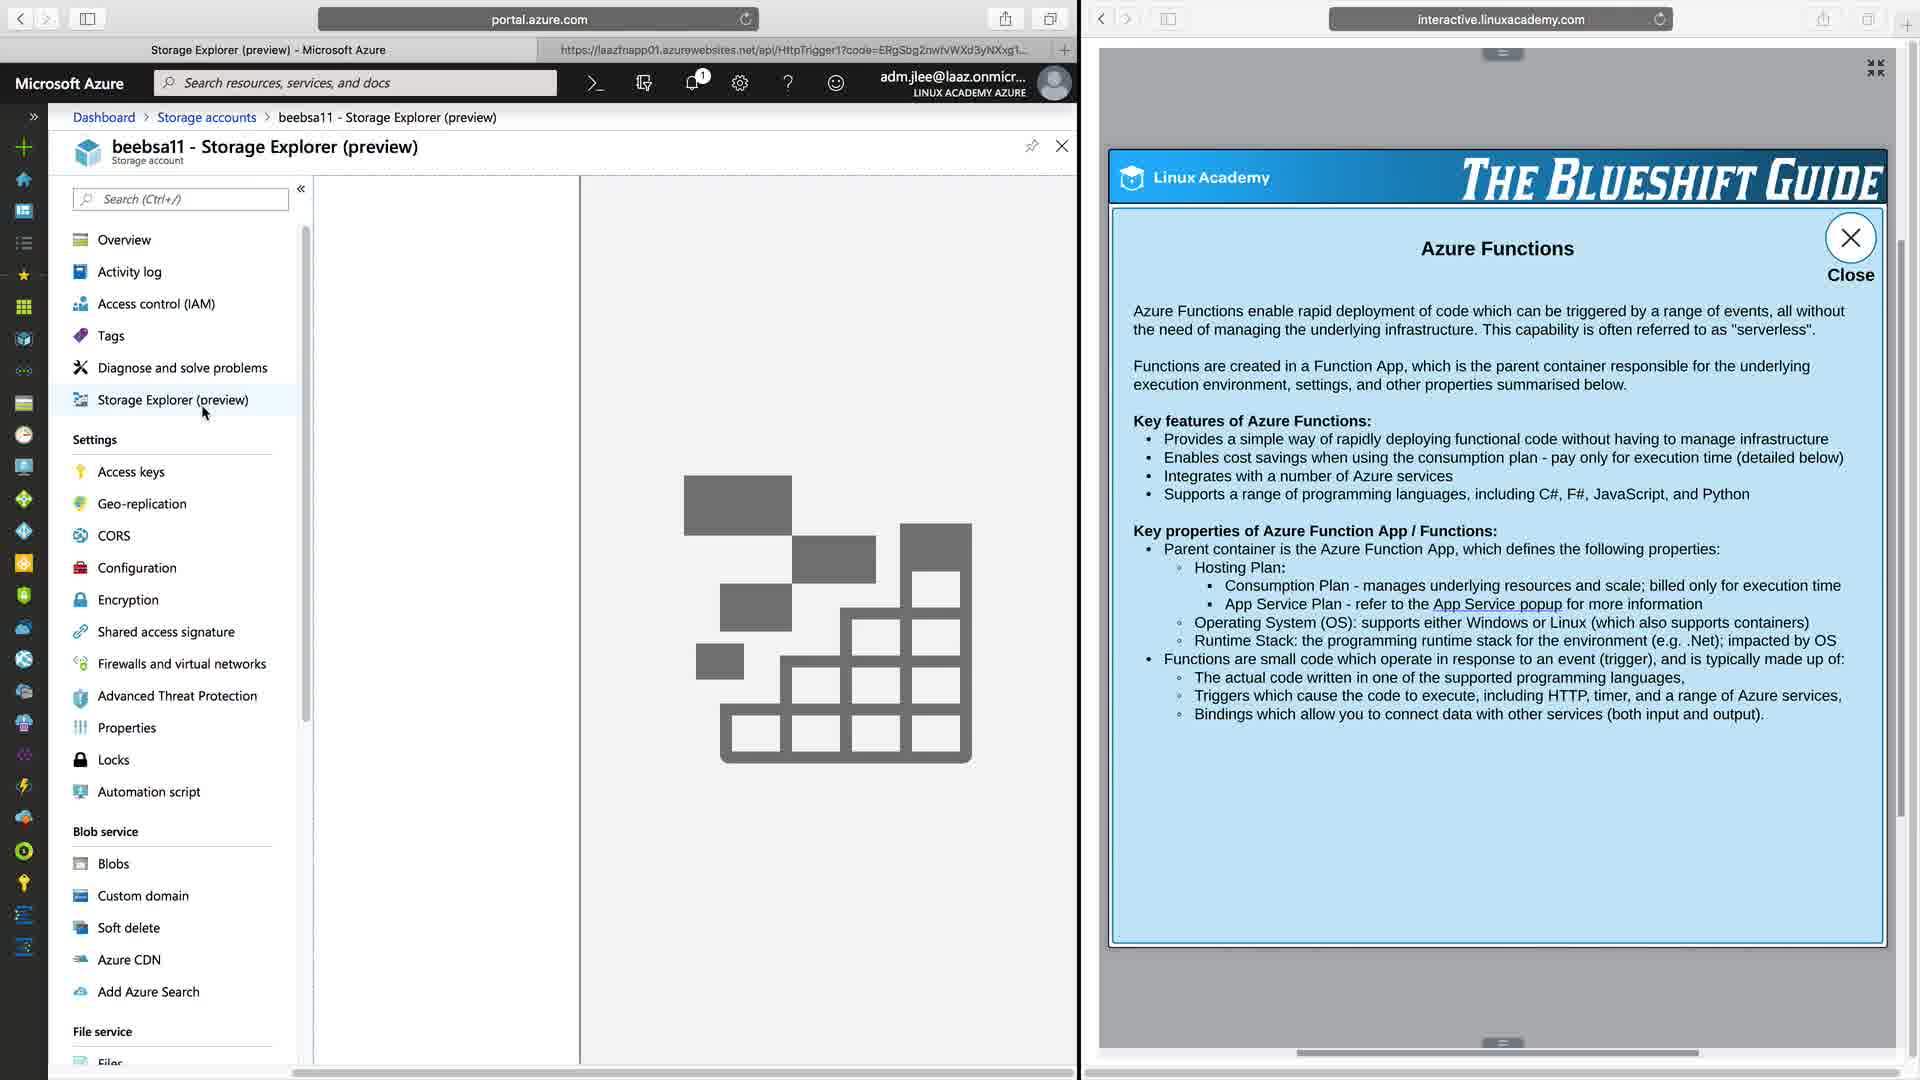 portal.azure.com
Storage Explorer (preview) - Microsoft Azure
https://laazfnapp01.azurewebsites.net/api/HttpTrigger1?code=
Microsoft Azure
Search resources, services, and docs
1
adm.jlee@laaz.onmicr...
LINUX ACADEMY AZURE
Dashboard > Storage accounts > beebsa11 - Storage Explorer (preview)
beebsa11 - Storage Explorer (preview)
Storage account
Search (Ctrl+/)
Overview
Activity log
Access control (IAM)
Tags
Diagnose and solve problems
Storage Explorer (preview)
Settings
Access keys
Geo-replication
CORS
Configuration
Encryption
Shared access signature
Firewalls and virtual networks
Advanced Threat Protection
Properties
Locks
Automation script
Blob service
Blobs
Custom domain
Soft delete
Azure CDN
Add Azure Search
File service
Files
interactive.linuxacademy.com
Linux Academy
THE BLUESHIFT GUIDE
Azure Functions
Close
Azure Functions enable rapid deployment of code which can be triggered by a range of events, all without
the need of managing the underlying infrastructure. This capability is often referred to as "serverless".
Functions are created in a Function App, which is the parent container responsible for the underlying
execution environment, settings, and other properties summarised below.
Key features of Azure Functions:
• Provides a simple way of rapidly deploying functional code without having to manage infrastructure
• Enables cost savings when using the consumption plan - pay only for execution time (detailed below)
• Integrates with a number of Azure services
• Supports a range of programming languages, including C#, F#, JavaScript, and Python
Key properties of Azure Function App / Functions:
• Parent container is the Azure Function App, which defines the following properties:
◦ Hosting Plan:
▪ Consumption Plan - manages underlying resources and scale; billed only for execution time
▪ App Service Plan - refer to the App Service popup for more information
◦ Operating System (OS): supports either Windows or Linux (which also supports containers)
◦ Runtime Stack: the programming runtime stack for the environment (e.g. .Net); impacted by OS
• Functions are small code which operate in response to an event (trigger), and is typically made up of:
◦ The actual code written in one of the supported programming languages,
◦ Triggers which cause the code to execute, including HTTP, timer, and a range of Azure services,
◦ Bindings which allow you to connect data with other services (both input and output).